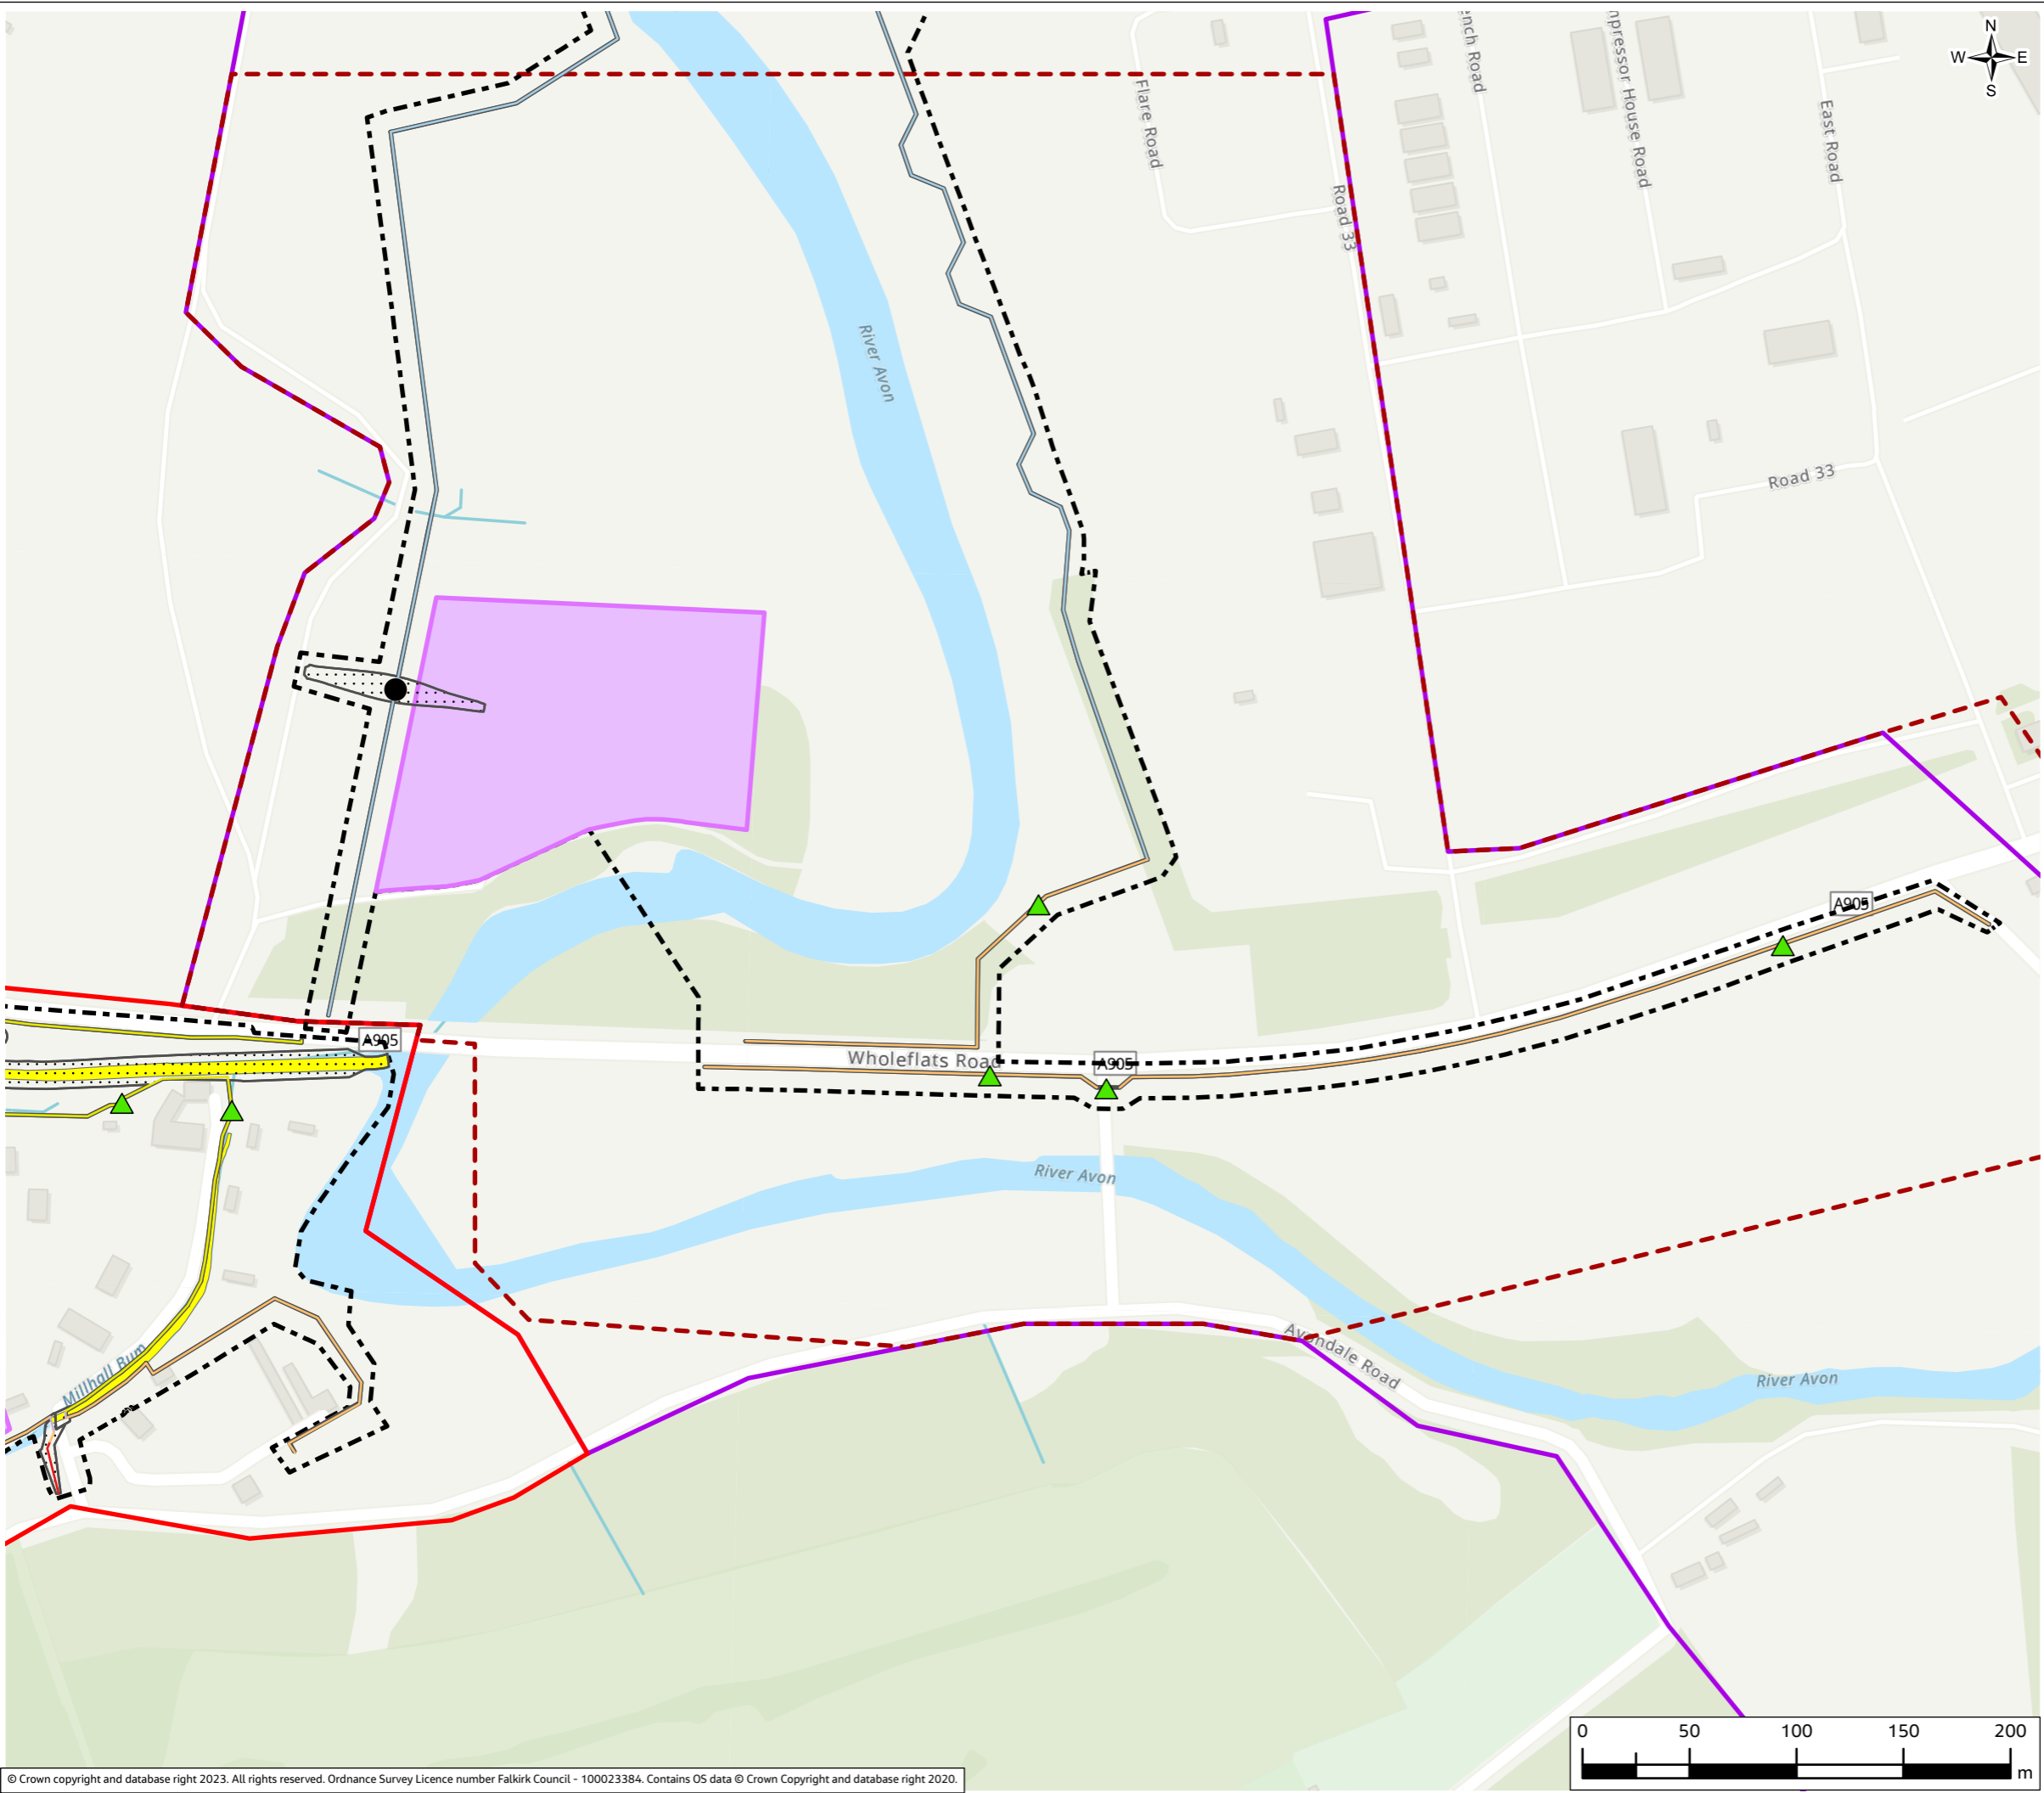 N
W E
S
ench Road
mpressor House Road
Flare Road
East Road
Road 33
River Avon
Road 33
A905
A905
Wholeflats Road
A905
River Avon
Avondale Road
Millhall Burn
River Avon
0 50 100 150 200
m
© Crown copyright and database right 2023. All rights reserved. Ordnance Survey Licence number Falkirk Council - 100023384. Contains OS data © Crown Copyright and database right 2020.